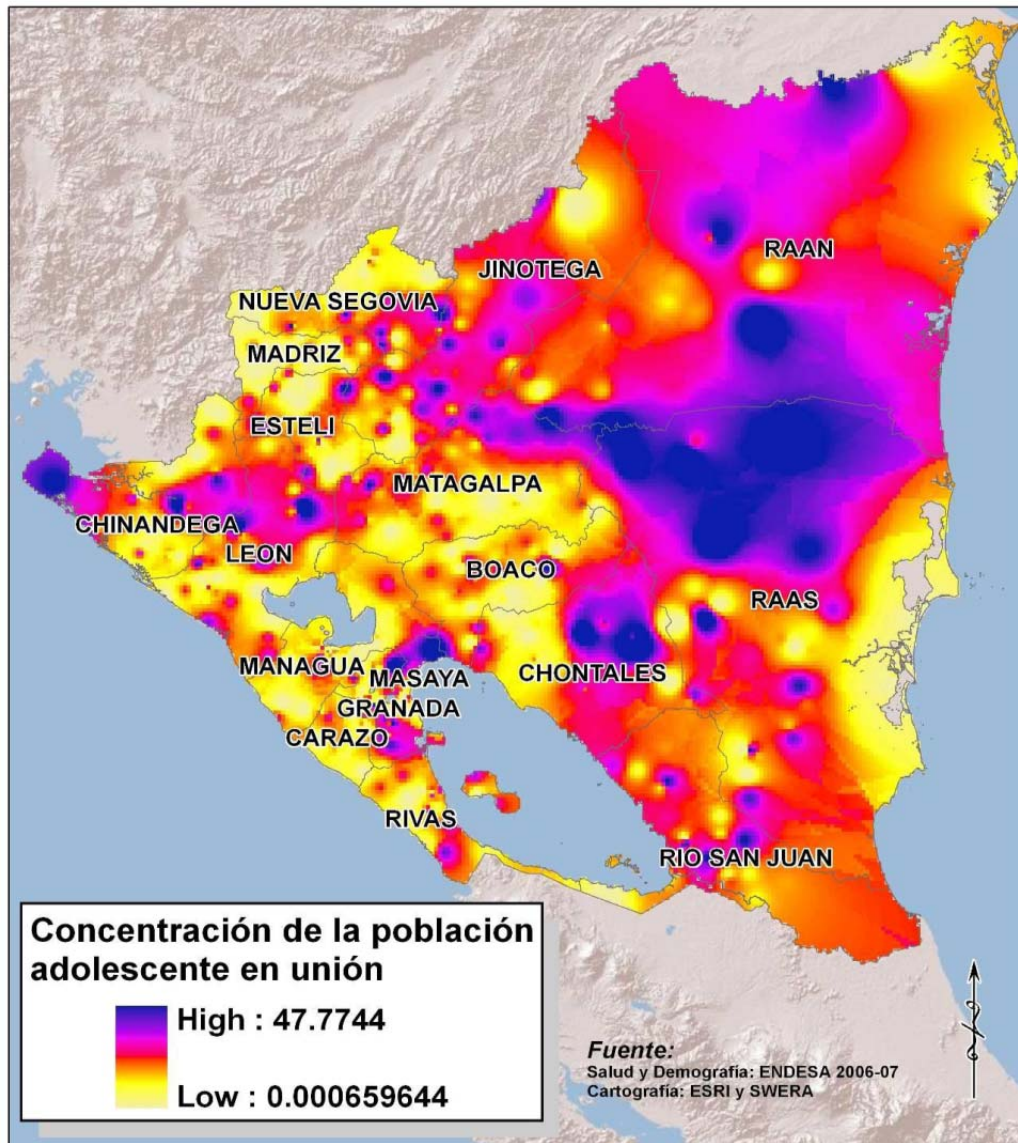 RAAN
JINOTEGA
NUEVA SEGOVIA
MADRIZ
ESTELI
MATAGALPA
CHINANDEGA
LEON
BOACO
RAAS
MANAGUA
MASAYA
CHONTALES
GRANADA
CARAZO
RIVAS
RIO SAN JUAN
Concentración de la población
adolescente en unión
High : 47.7744
Low : 0.000659644
Fuente:
Salud y Demografía: ENDESA 2006-07
Cartografía: ESRI y SWERA